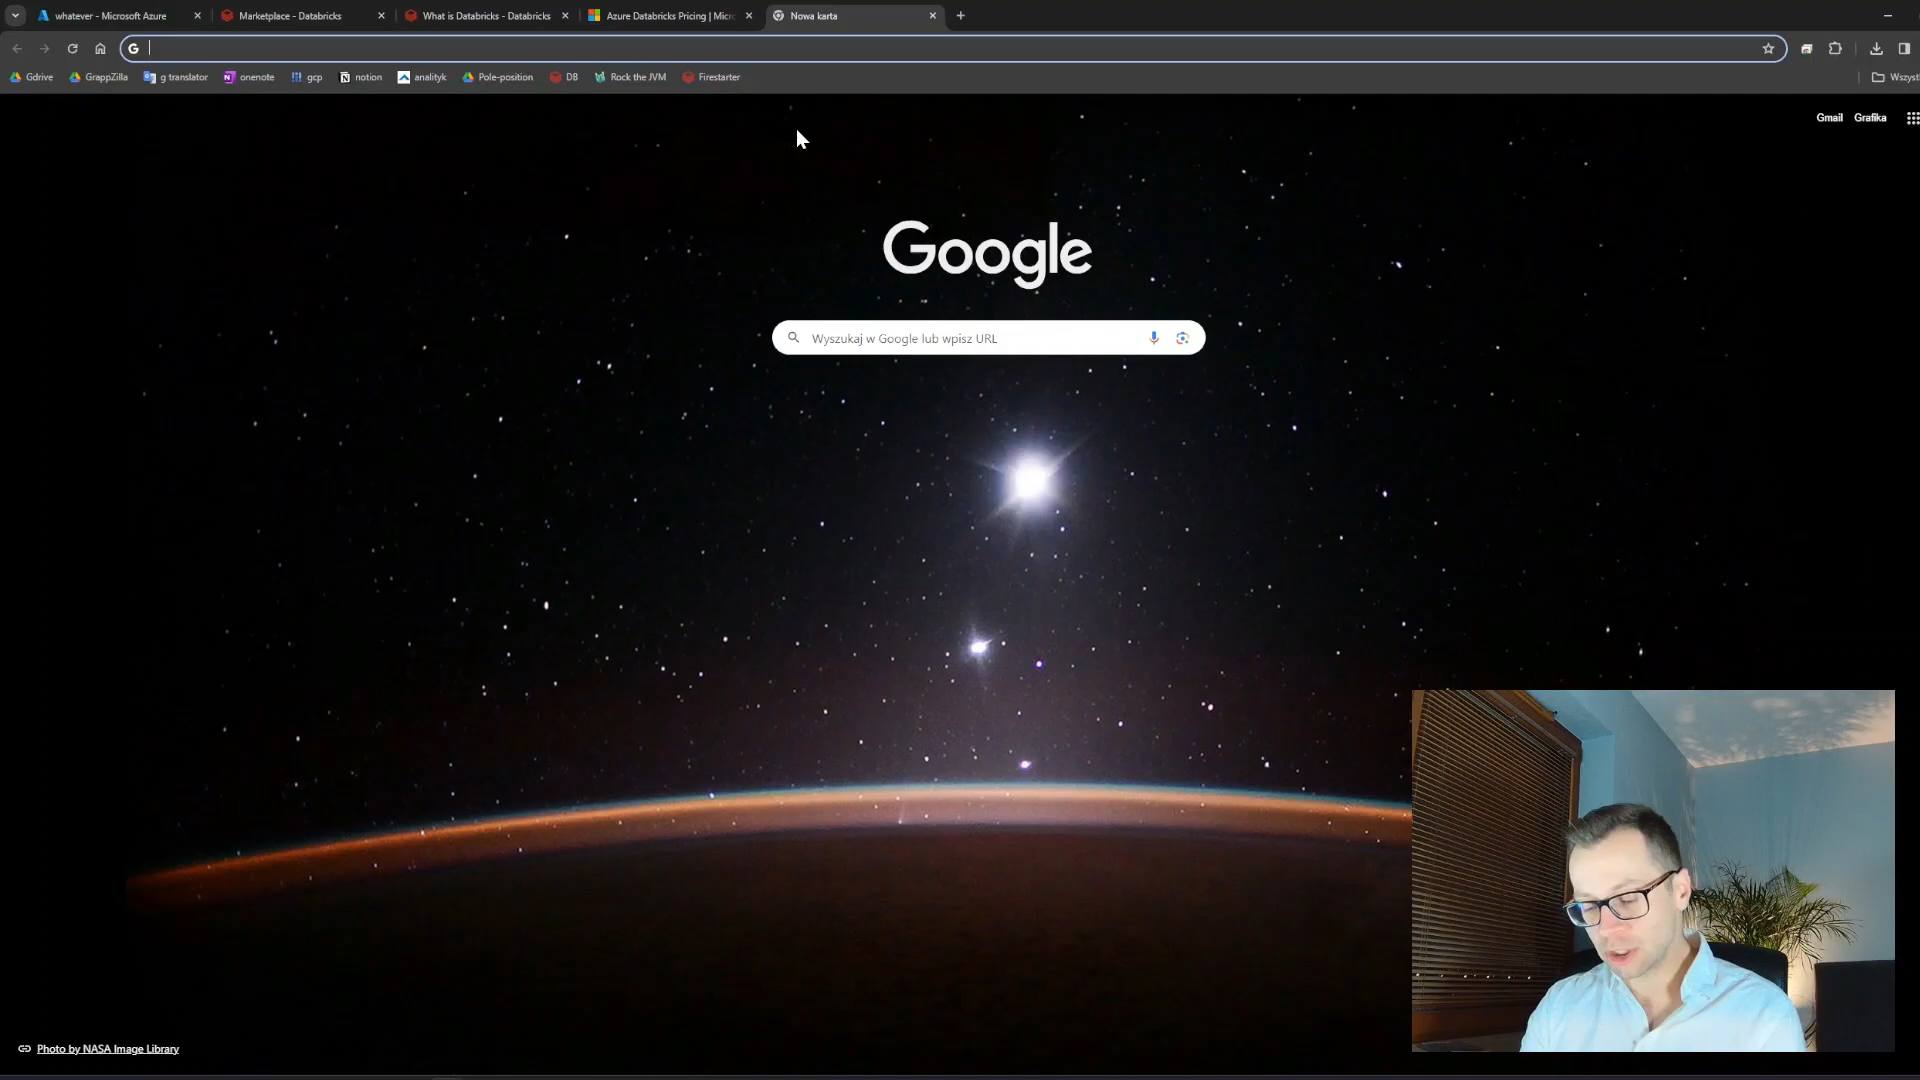 whatever - Microsoft Azure
Marketplace - Databricks
What is Databricks - Databricks
Azure Databricks Pricing | Micr
Nowa karta
Gdrive
GrappZilla
g translator
onenote
gcp
notion
analityk
Pole-position
DB
Rock the JVM
Firestarter
Wszyst
Gmail
Grafika
Google
Wyszukaj w Google lub wpisz URL
Photo by NASA Image Library